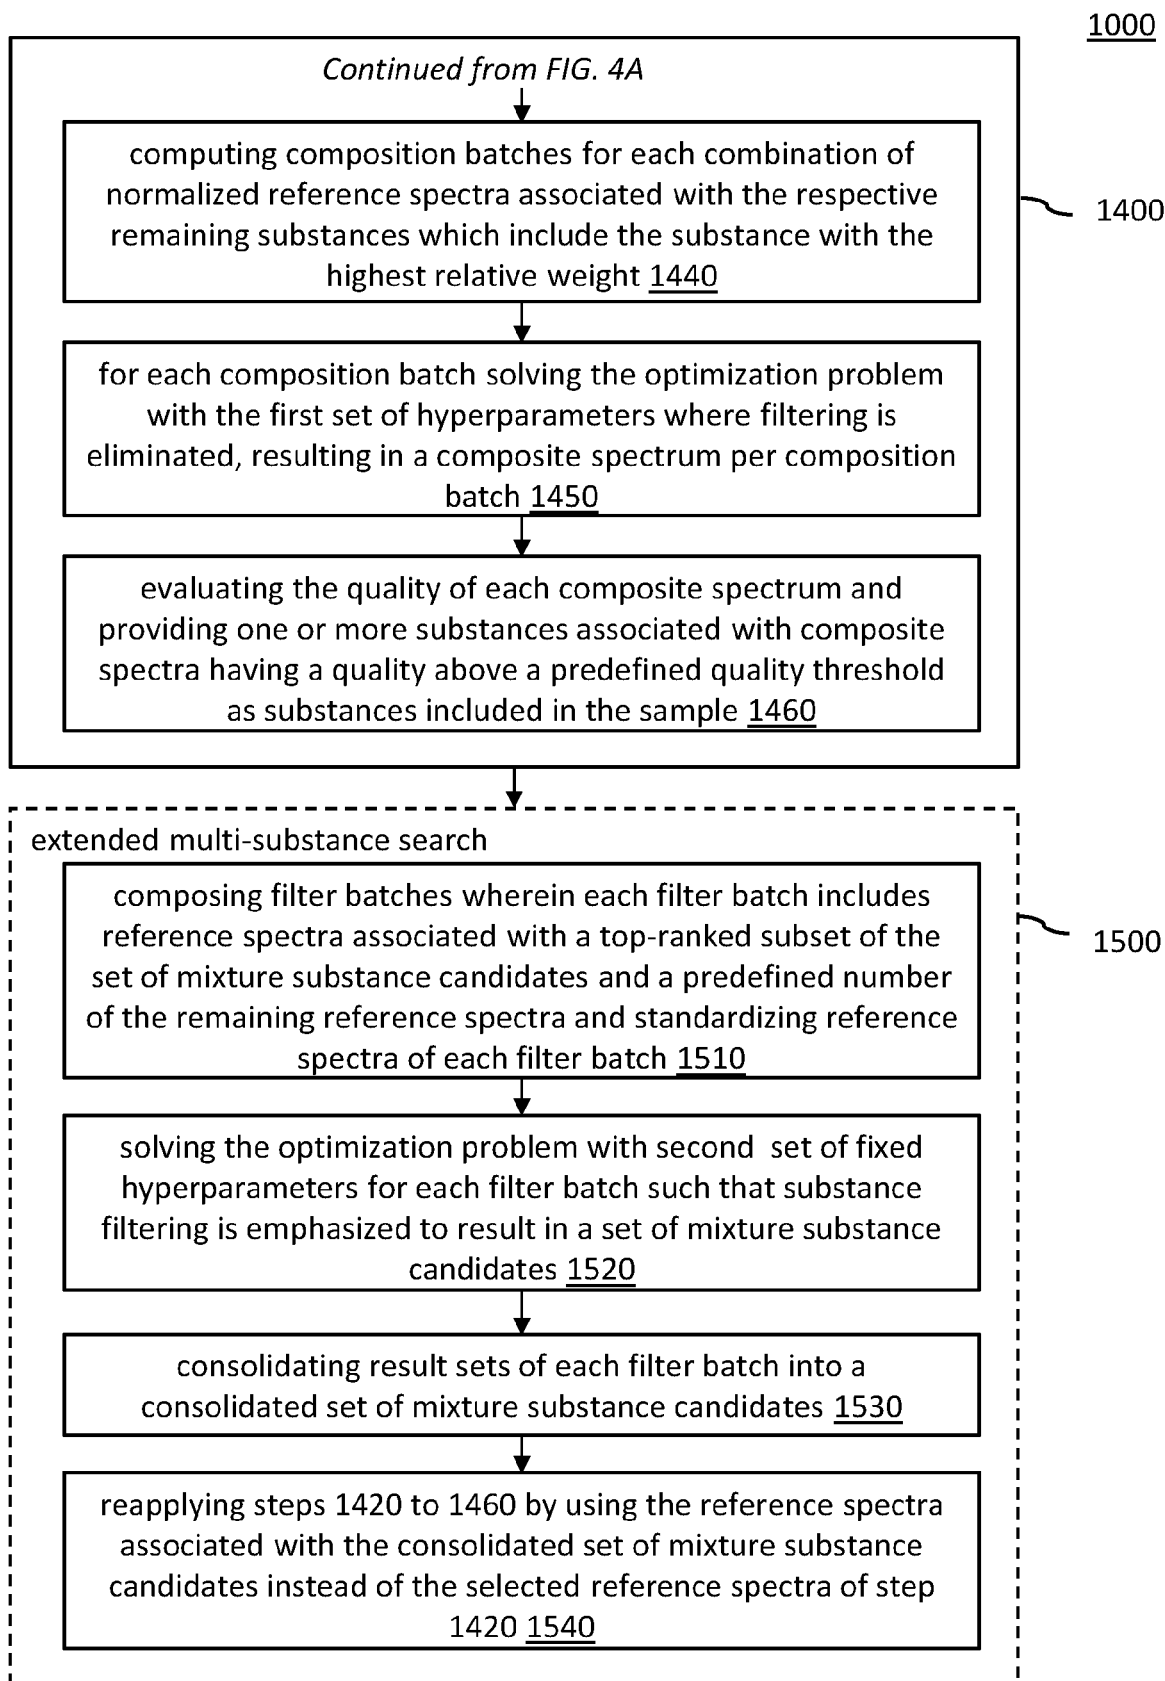 1000
Continued from FIG. 4A
computing composition batches for each combination of
normalized reference spectra associated with the respective
remaining substances which include the substance with the
highest relative weight 1440
1400
for each composition batch solving the optimization problem
with the first set of hyperparameters where filtering is
eliminated, resulting in a composite spectrum per composition
batch 1450
evaluating the quality of each composite spectrum and
providing one or more substances associated with composite
spectra having a quality above a predefined quality threshold
as substances included in the sample 1460
extended multi-substance search
composing filter batches wherein each filter batch includes
reference spectra associated with a top-ranked subset of the
set of mixture substance candidates and a predefined number
of the remaining reference spectra and standardizing reference
spectra of each filter batch 1510
1500
solving the optimization problem with second set of fixed
hyperparameters for each filter batch such that substance
filtering is emphasized to result in a set of mixture substance
candidates 1520
consolidating result sets of each filter batch into a
consolidated set of mixture substance candidates 1530
reapplying steps 1420 to 1460 by using the reference spectra
associated with the consolidated set of mixture substance
candidates instead of the selected reference spectra of step
1420 1540